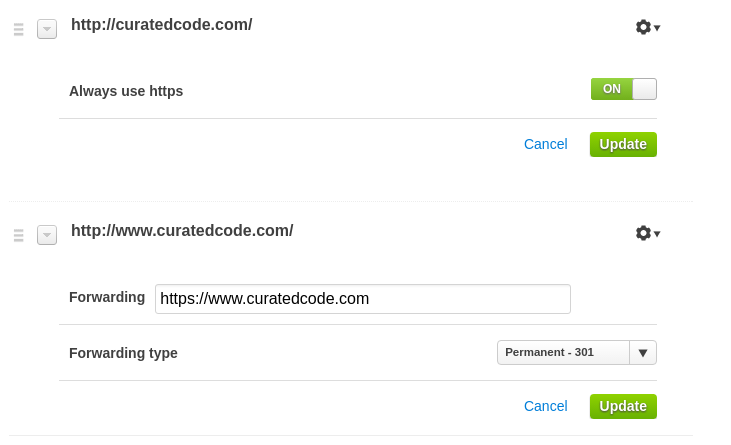 http://curatedcode.com/
Always use https ON
Cancel Update
http://www.curatedcode.com/
Forwarding https://www.curatedcode.com
Forwarding type Permanent - 301
Cancel Update